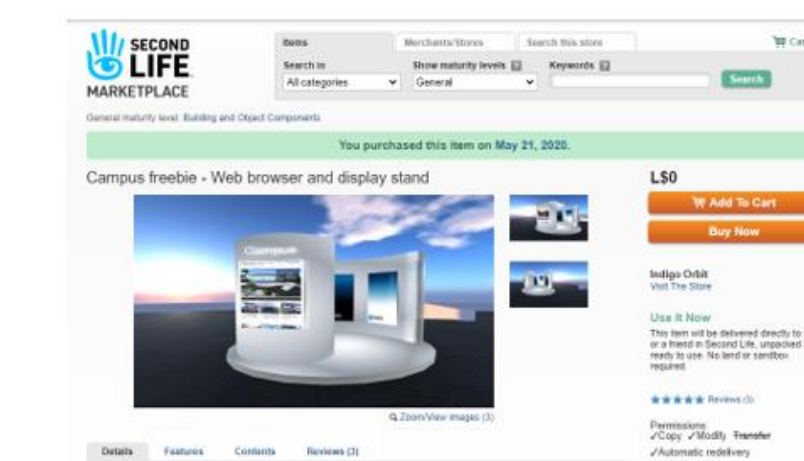 SECOND
LIFE
MARKETPLACE
Items
Merchants/Stores
Search this store
Search in
Show maturity levels
Keywords
All categories
General
Search
General maturity level: Building and Object Components
You purchased this item on May 21, 2020.
Campus freebie - Web browser and display stand
Campus
Zoom/View images (3)
L$0
Add To Cart
Buy Now
Indigo Orbit
Visit The Store
Use It Now
This item will be delivered directly to
or a friend in Second Life, unpacked
ready to use. No land or sandbox
required.
Reviews (3)
Permissions:
✓Copy ✓Modify Transfer
✓Automatic redelivery
Details
Features
Contents
Reviews (3)